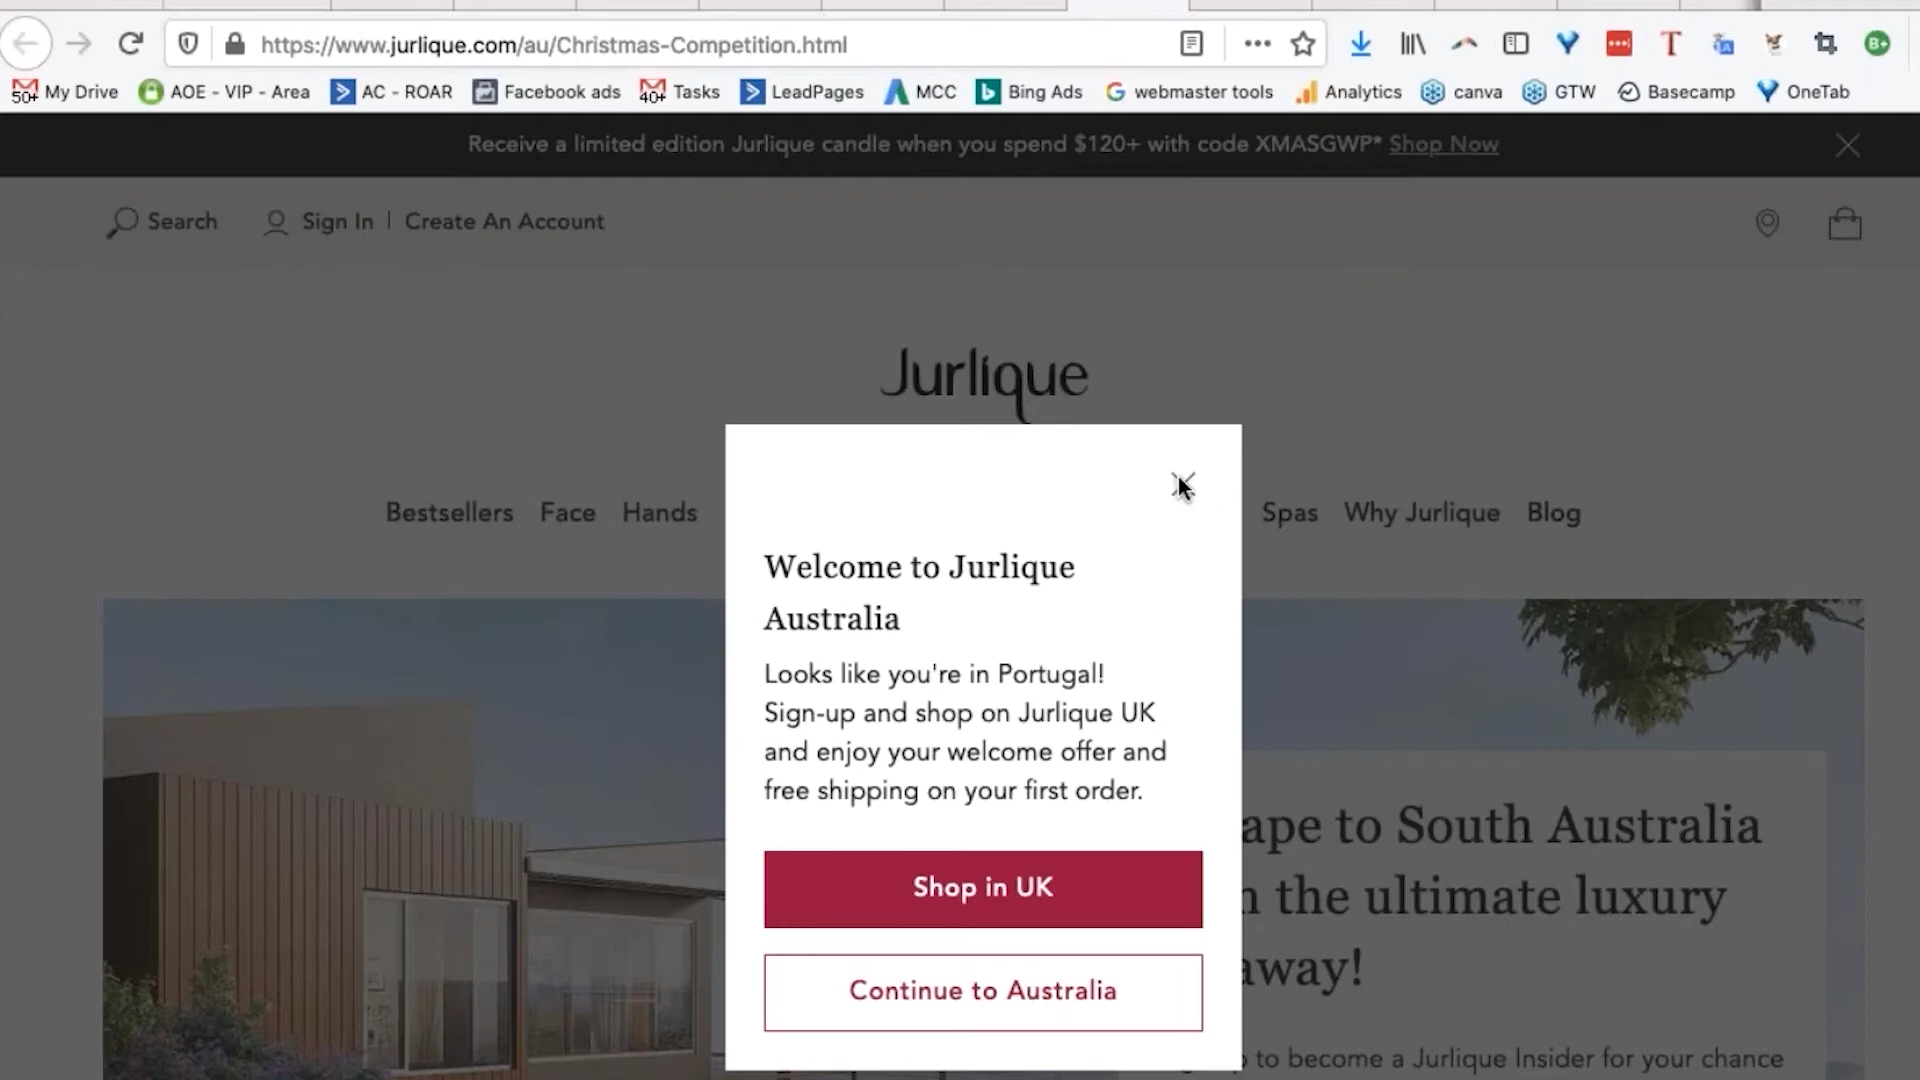 https://www.jurlique.com/au/Christmas-Competition.html
T
B+
50+ My Drive AOE - VIP - Area AC - ROAR Facebook ads 40+ Tasks LeadPages MCC Bing Ads webmaster tools Analytics canva GTW Basecamp OneTab
Receive a limited edition Jurlique candle when you spend $120+ with code XMASGWP* Shop Now
Search Sign In | Create An Account
Jurlique
Bestsellers Face Hands Spas Why Jurlique Blog
Welcome to Jurlique
Australia
Looks like you're in Portugal!
Sign-up and shop on Jurlique UK
and enjoy your welcome offer and
free shipping on your first order.
Shop in UK
Continue to Australia
to South Australia
the ultimate luxury
to become a Jurlique Insider for your chance